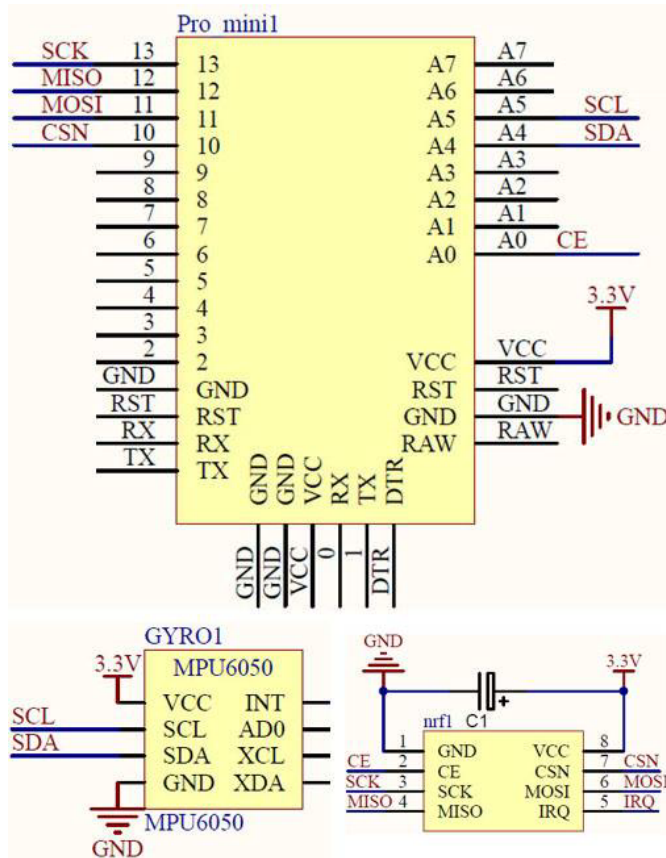 Pro mini1
SCK 13 13 A7 A7
MISO 12 12 A6 A6
MOSI 11 11 A5 A5 SCL
CSN 10 10 A4 A4 SDA
9 9 A3 A3
8 8 A2 A2
7 7 A1 A1
6 6 A0 A0 CE
5 5
4 4 3.3V
3 3
2 2 VCC VCC
GND GND RST RST
RST RST GND GND GND
RX RX RAW RAW
TX TX
GND GND VCC RX TX DTR
GND GND VCC 0 1 DTR
GYRO1
MPU6050
3.3V
VCC INT
SCL SCL AD0
SDA SDA XCL
GND XDA
GND
MPU6050
GND 3.3V
nrf1 C1 +
1 GND VCC 8
CE 2 CE CSN 7 CSN
SCK 3 SCK MOSI 6 MOSI
MISO 4 MISO IRQ 5 IRQ